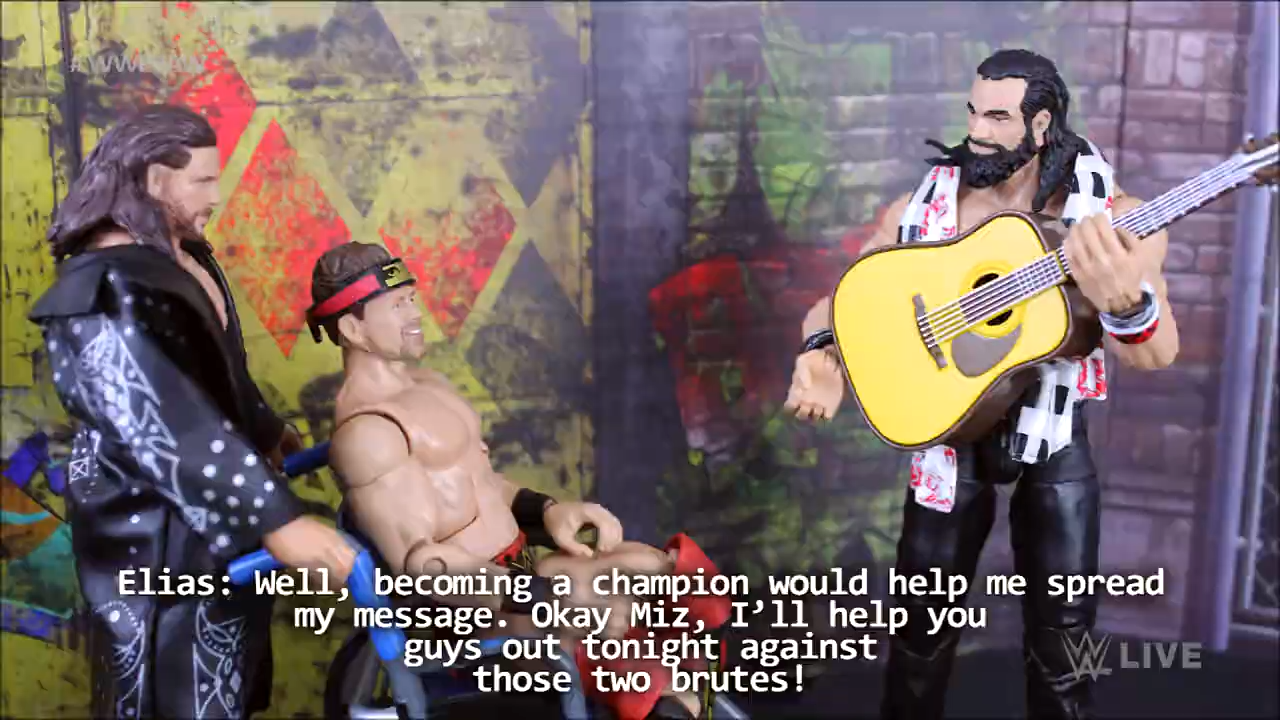 #WWERAW
Elias: Well, becoming a champion would help me spread
my message. Okay Miz, I'll help you
guys out tonight against
those two brutes!
W LIVE